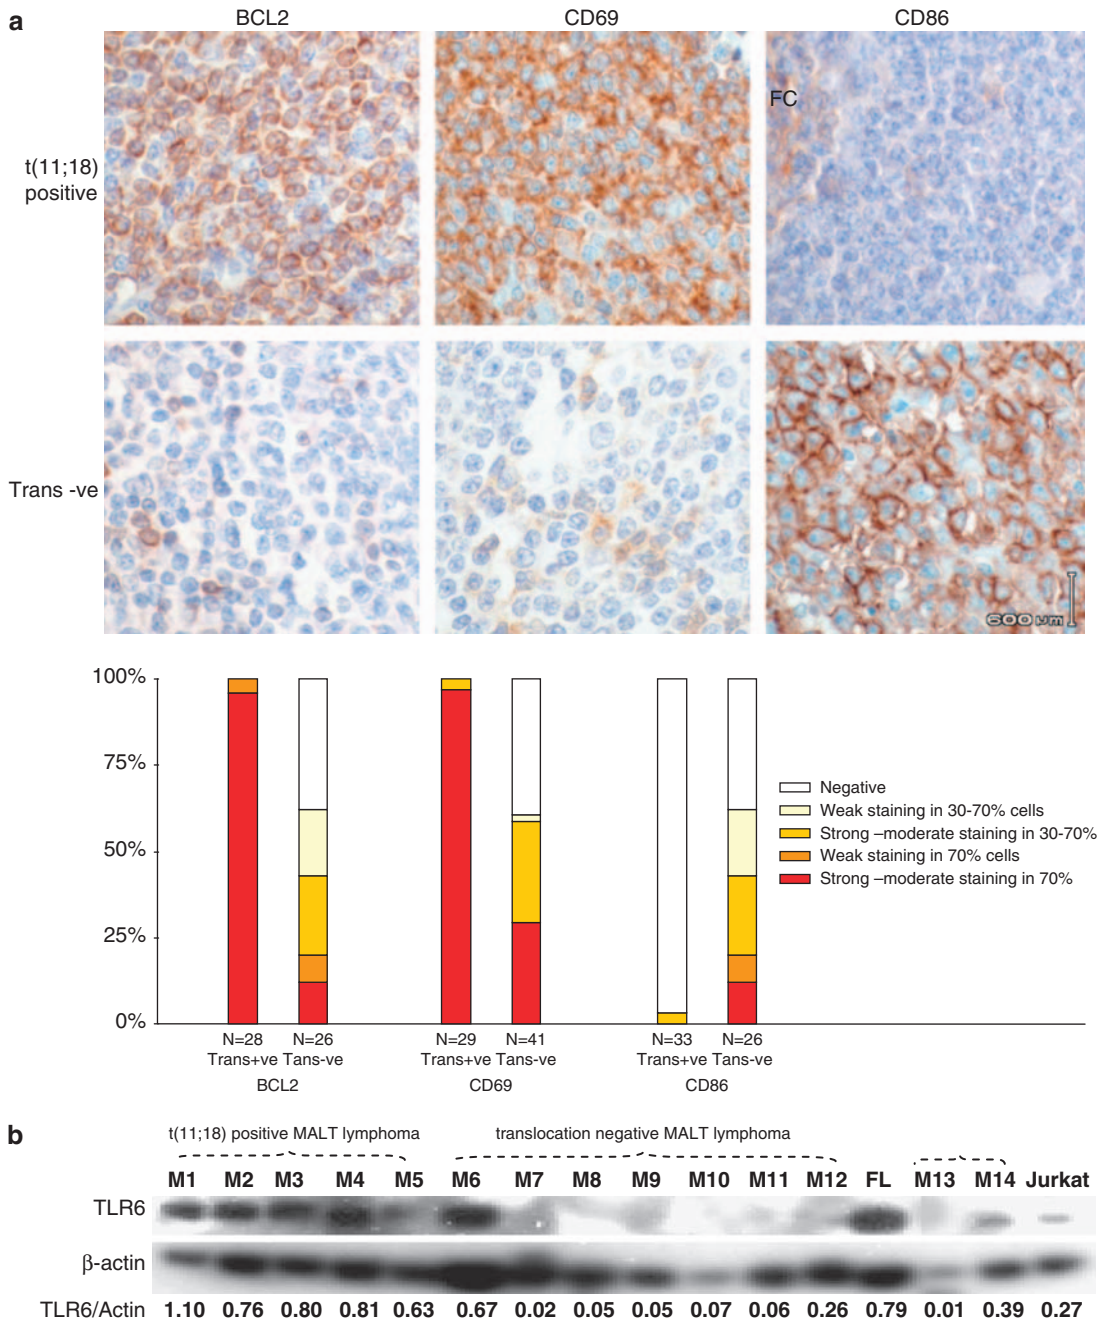 a
BCL2 CD69 CD86
FC
t(11;18)
positive
Trans -ve
600 µm
100%
75%
50%
25%
0%
Negative
Weak staining in 30-70% cells
Strong –moderate staining in 30-70%
Weak staining in 70% cells
Strong –moderate staining in 70%
N=28 N=26 N=29 N=41 N=33 N=26
Trans+ve Tans-ve Trans+ve Tans-ve Trans+ve Tans-ve
BCL2 CD69 CD86
b
t(11;18) positive MALT lymphoma translocation negative MALT lymphoma
M1 M2 M3 M4 M5 M6 M7 M8 M9 M10 M11 M12 FL M13 M14 Jurkat
TLR6
β-actin
TLR6/Actin 1.10 0.76 0.80 0.81 0.63 0.67 0.02 0.05 0.05 0.07 0.06 0.26 0.79 0.01 0.39 0.27